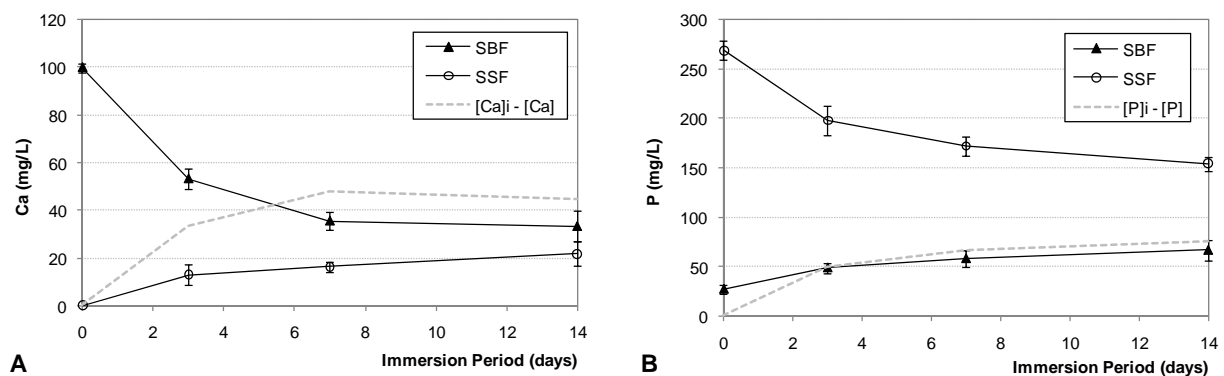 120
100
80
60
40
20
0
Ca (mg/L)
0 2 4 6 8 10 12 14
Immersion Period (days)
SBF
SSF
[Ca]i - [Ca]
A
300
250
200
150
100
50
0
P (mg/L)
0 2 4 6 8 10 12 14
Immersion Period (days)
SBF
SSF
[P]i - [P]
B